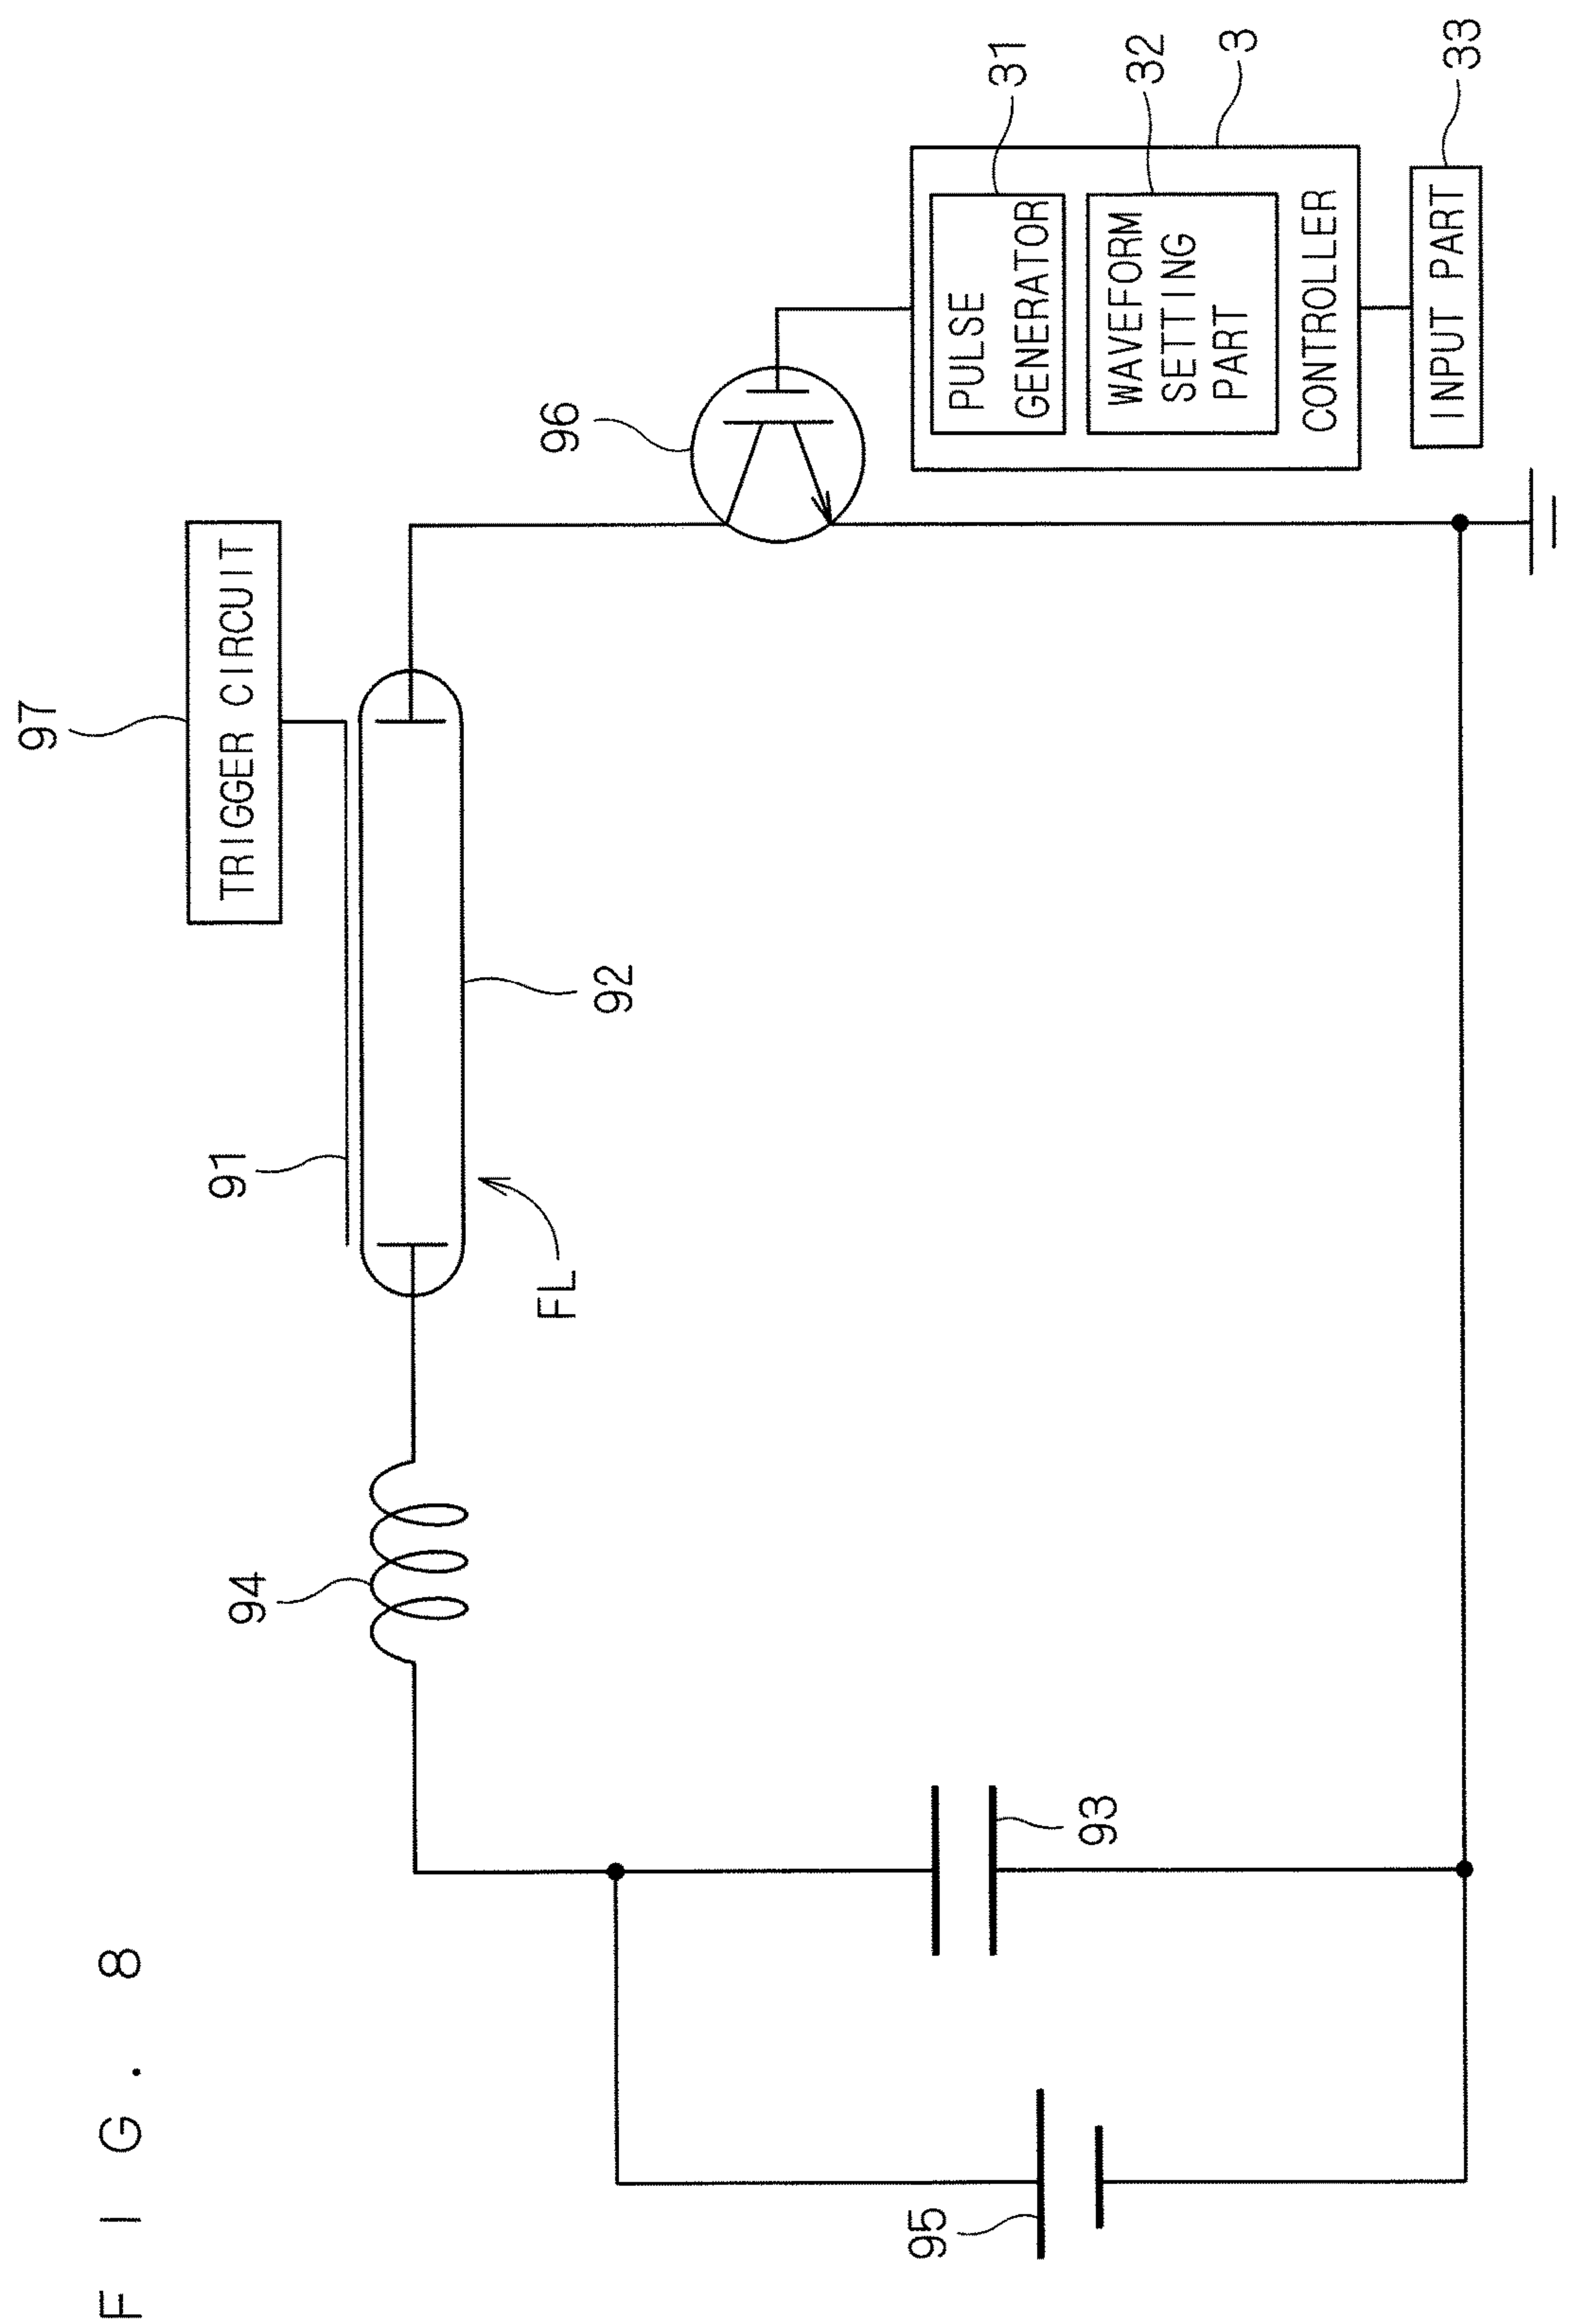 FIG. 8
97
TRIGGER CIRCUIT
91
94
92
FL
96
31
32
3
33
PULSE
GENERATOR
WAVEFORM
SETTING
PART
CONTROLLER
INPUT PART
93
95